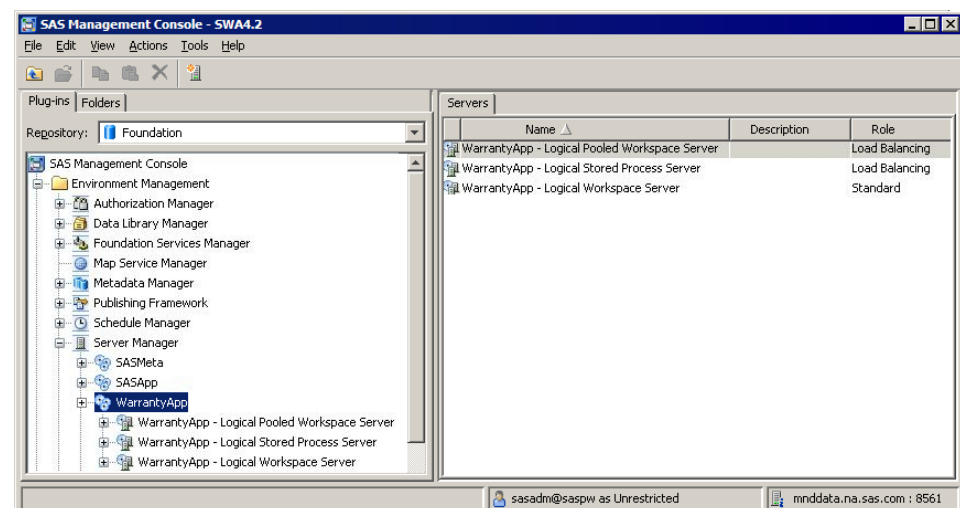 SAS Management Console - SWA4.2
File Edit View Actions Tools Help
Plug-ins Folders
Repository: Foundation
SAS Management Console
Environment Management
Authorization Manager
Data Library Manager
Foundation Services Manager
Map Service Manager
Metadata Manager
Publishing Framework
Schedule Manager
Server Manager
SASMeta
SASApp
WarrantyApp
WarrantyApp - Logical Pooled Workspace Server
WarrantyApp - Logical Stored Process Server
WarrantyApp - Logical Workspace Server
Servers
Name Description Role
WarrantyApp - Logical Pooled Workspace Server Load Balancing
WarrantyApp - Logical Stored Process Server Load Balancing
WarrantyApp - Logical Workspace Server Standard
sasadm@saspw as Unrestricted mnddata.na.sas.com : 8561